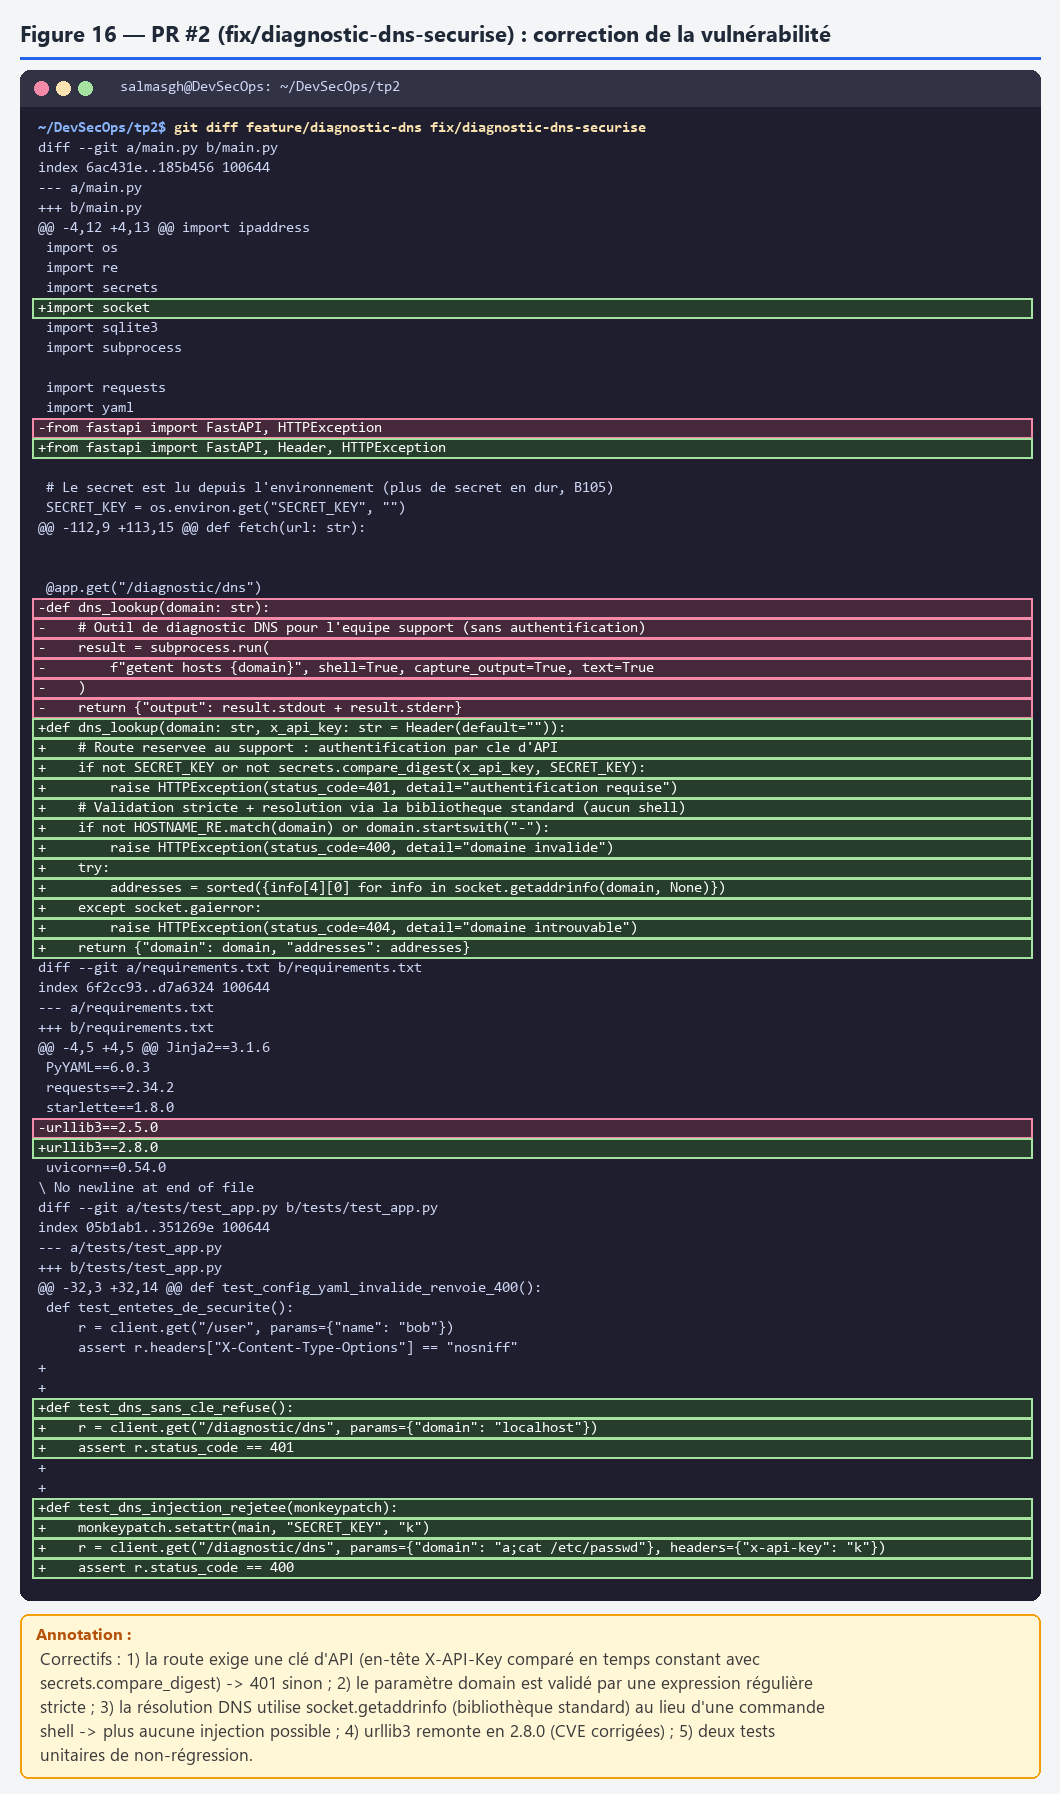 Figure 16 — PR #2 (fix/diagnostic-dns-securise) : correction de la vulnérabilité
salmasgh@DevSecOps: ~/DevSecOps/tp2
~/DevSecOps/tp2$ git diff feature/diagnostic-dns fix/diagnostic-dns-securise
diff --git a/main.py b/main.py
index 6ac431e..185b456 100644
--- a/main.py
+++ b/main.py
@@ -4,12 +4,13 @@ import ipaddress
 import os
 import re
 import secrets
+import socket
 import sqlite3
 import subprocess

 import requests
 import yaml
-from fastapi import FastAPI, HTTPException
+from fastapi import FastAPI, Header, HTTPException

 # Le secret est lu depuis l'environnement (plus de secret en dur, B105)
 SECRET_KEY = os.environ.get("SECRET_KEY", "")
@@ -112,9 +113,15 @@ def fetch(url: str):


 @app.get("/diagnostic/dns")
-def dns_lookup(domain: str):
-    # Outil de diagnostic DNS pour l'equipe support (sans authentification)
-    result = subprocess.run(
-        f"getent hosts {domain}", shell=True, capture_output=True, text=True
-    )
-    return {"output": result.stdout + result.stderr}
+def dns_lookup(domain: str, x_api_key: str = Header(default="")):
+    # Route reservee au support : authentification par cle d'API
+    if not SECRET_KEY or not secrets.compare_digest(x_api_key, SECRET_KEY):
+        raise HTTPException(status_code=401, detail="authentification requise")
+    # Validation stricte + resolution via la bibliotheque standard (aucun shell)
+    if not HOSTNAME_RE.match(domain) or domain.startswith("-"):
+        raise HTTPException(status_code=400, detail="domaine invalide")
+    try:
+        addresses = sorted({info[4][0] for info in socket.getaddrinfo(domain, None)})
+    except socket.gaierror:
+        raise HTTPException(status_code=404, detail="domaine introuvable")
+    return {"domain": domain, "addresses": addresses}
diff --git a/requirements.txt b/requirements.txt
index 6f2cc93..d7a6324 100644
--- a/requirements.txt
+++ b/requirements.txt
@@ -4,5 +4,5 @@ Jinja2==3.1.6
 PyYAML==6.0.3
 requests==2.34.2
 starlette==1.8.0
-urllib3==2.5.0
+urllib3==2.8.0
 uvicorn==0.54.0
\ No newline at end of file
diff --git a/tests/test_app.py b/tests/test_app.py
index 05b1ab1..351269e 100644
--- a/tests/test_app.py
+++ b/tests/test_app.py
@@ -32,3 +32,14 @@ def test_config_yaml_invalide_renvoie_400():
 def test_entetes_de_securite():
     r = client.get("/user", params={"name": "bob"})
     assert r.headers["X-Content-Type-Options"] == "nosniff"
+
+
+def test_dns_sans_cle_refuse():
+    r = client.get("/diagnostic/dns", params={"domain": "localhost"})
+    assert r.status_code == 401
+
+
+def test_dns_injection_rejetee(monkeypatch):
+    monkeypatch.setattr(main, "SECRET_KEY", "k")
+    r = client.get("/diagnostic/dns", params={"domain": "a;cat /etc/passwd"}, headers={"x-api-key": "k"})
+    assert r.status_code == 400
Annotation :
Correctifs : 1) la route exige une clé d'API (en-tête X-API-Key comparé en temps constant avec
secrets.compare_digest) -> 401 sinon ; 2) le paramètre domain est validé par une expression régulière
stricte ; 3) la résolution DNS utilise socket.getaddrinfo (bibliothèque standard) au lieu d'une commande
shell -> plus aucune injection possible ; 4) urllib3 remonte en 2.8.0 (CVE corrigées) ; 5) deux tests
unitaires de non-régression.